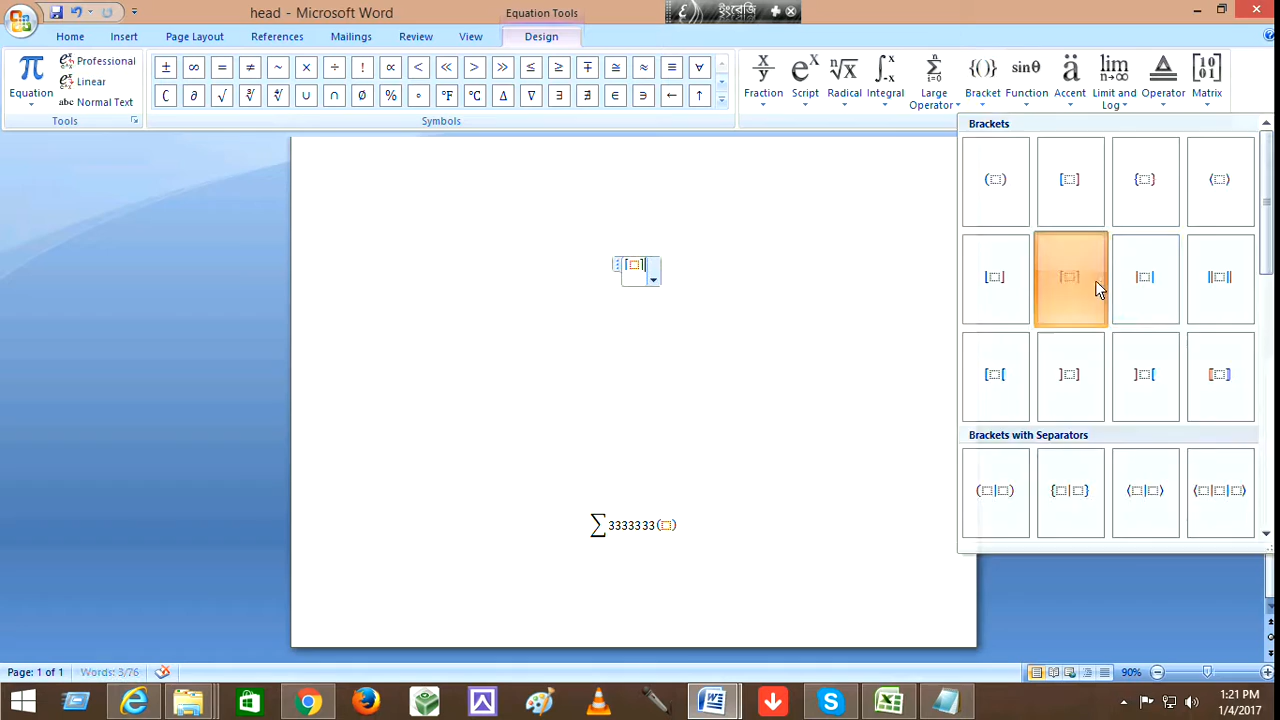 head - Microsoft Word
Equation Tools
ইংরেজি
Home Insert Page Layout References Mailings Review View Design
π Equation
Professional
Linear
abc Normal Text
Tools
± ∞ = ≠ ~ × ÷ ! ∝ < ≪ > ≫ ≤ ≥ ∓ ≅ ≈ ≡ ∀
∁ ∂ √ ∛ ∜ ∪ ∩ ∅ % ° °F °C ∆ ∇ ∃ ∄ ∈ ∋ ← ↑
Symbols
Fraction Script Radical Integral Large Operator Bracket Function Accent Limit and Log Operator Matrix
Brackets
Brackets with Separators
∑3333333()
Page: 1 of 1 Words: 3/76 90%
1:21 PM
1/4/2017